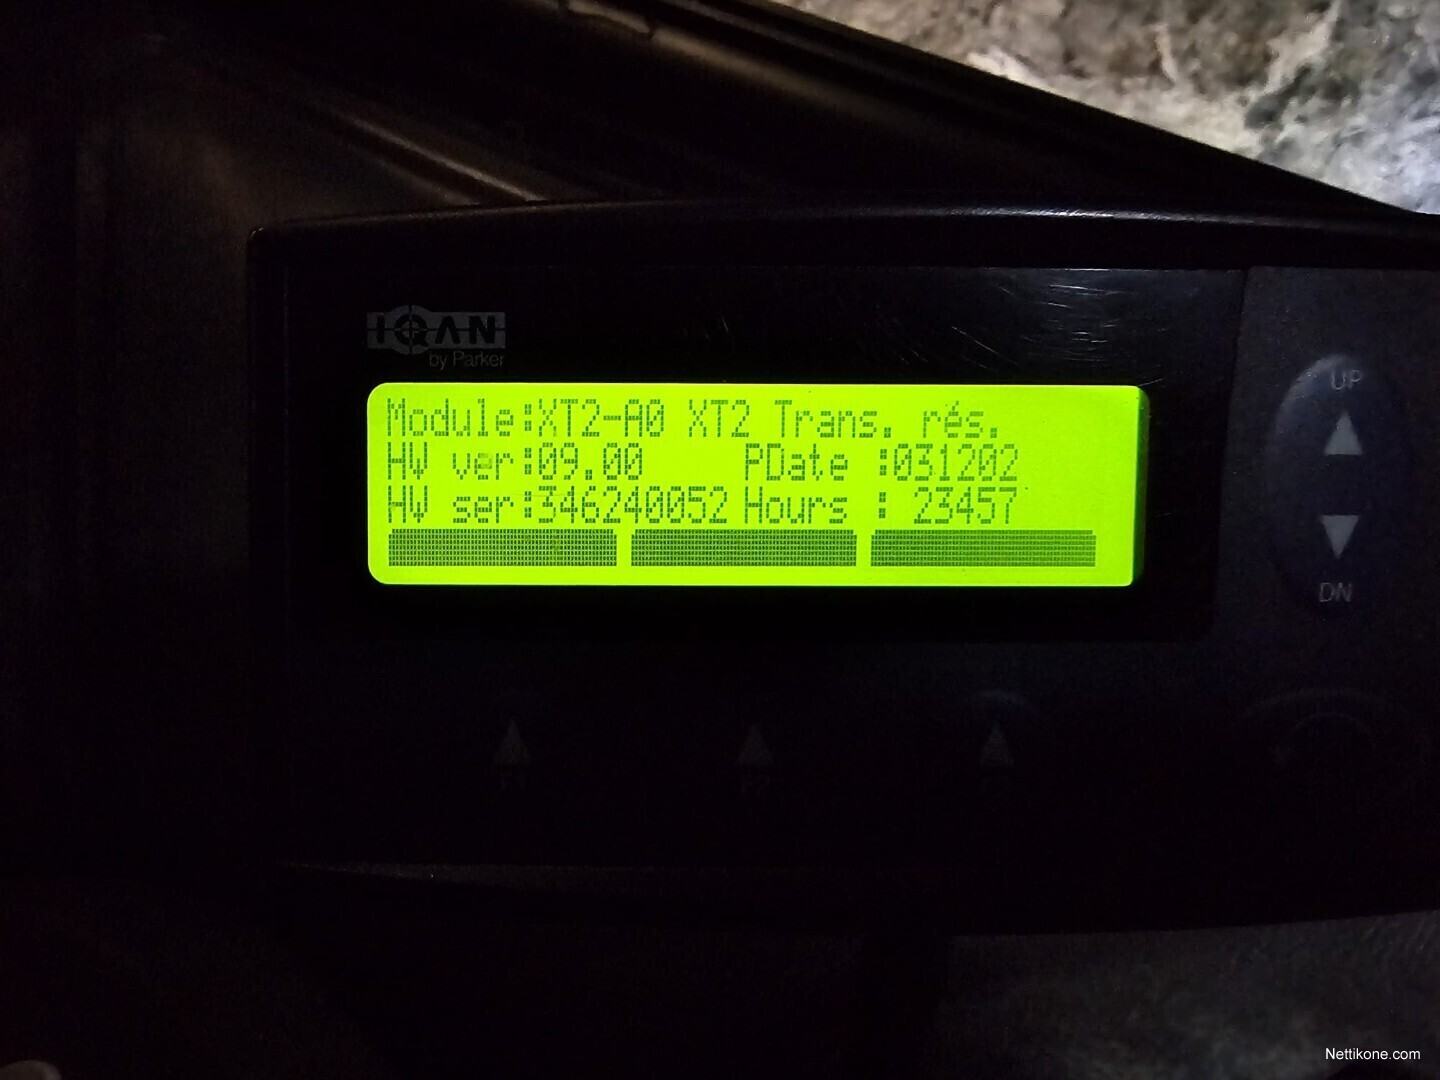 IQAN
by Parker
Module:XT2-A0 XT2 Trans. rés.
HW ver:09.00 PDate :031202
HW ser:346240052 Hours : 23457
UP
DN
F2
Nettikone.com